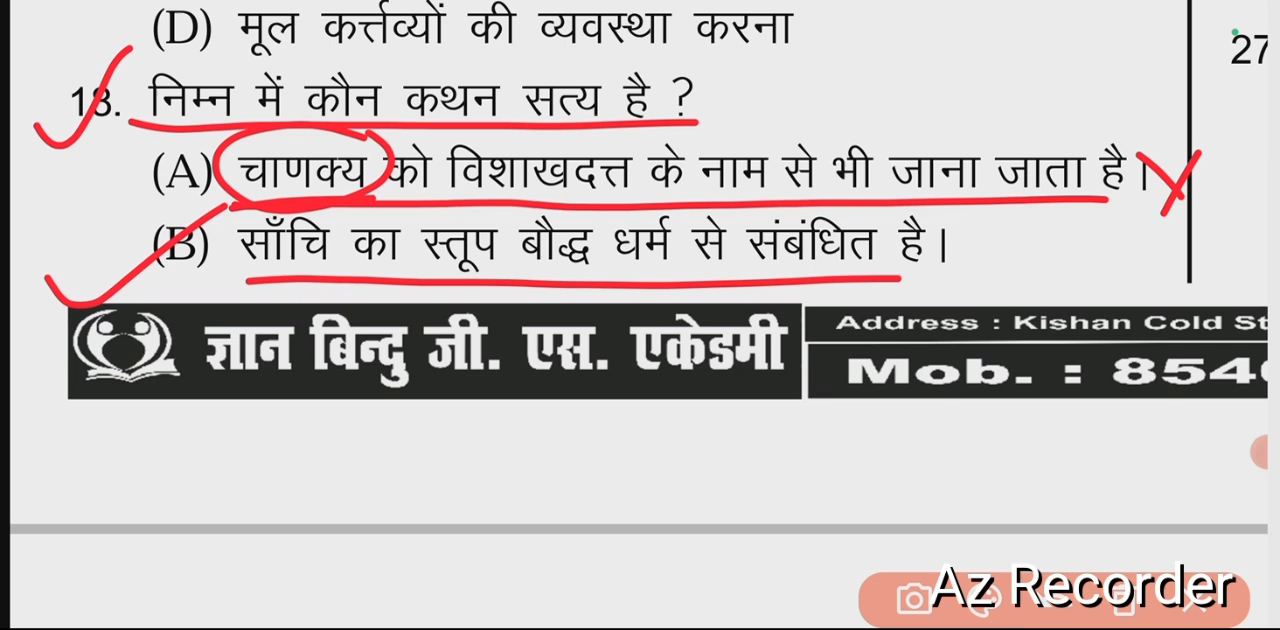 (D) मूल कर्त्तव्यों की व्यवस्था करना
27
18. निम्न में कौन कथन सत्य है ?
(A) चाणक्य को विशाखदत्त के नाम से भी जाना जाता है।
(B) साँचि का स्तूप बौद्ध धर्म से संबंधित है।
ज्ञान बिन्दु जी. एस. एकेडमी
Address : Kishan Cold St
Mob. : 854
Az Recorder